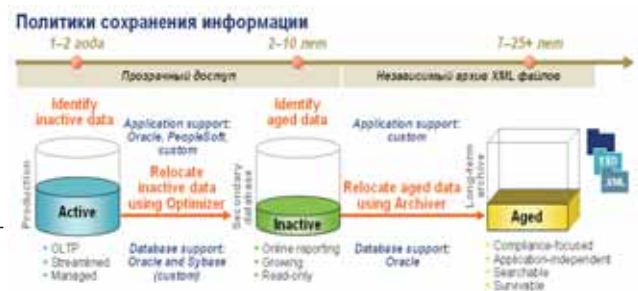 Политики сохранения информации
1–2 года
2–10 лет
7–25+ лет
Прозрачный доступ
Независимый архив XML файлов
Identify
inactive data
Application support:
Oracle, PeopleSoft,
custom
Identify
aged data
Application support:
custom
Production
Active
Relocate
inactive data
using Optimizer
Secondary
database
Inactive
Relocate aged data
using Archiver
Long-term
archive
Aged
XSD
XML
• OLTP
• Streamlined
• Managed
Database support:
Oracle and Sybase
(custom)
• Online reporting
• Growing
• Read-only
Database support:
Oracle
• Compliance-focused
• Application-independent
• Searchable
• Survivable